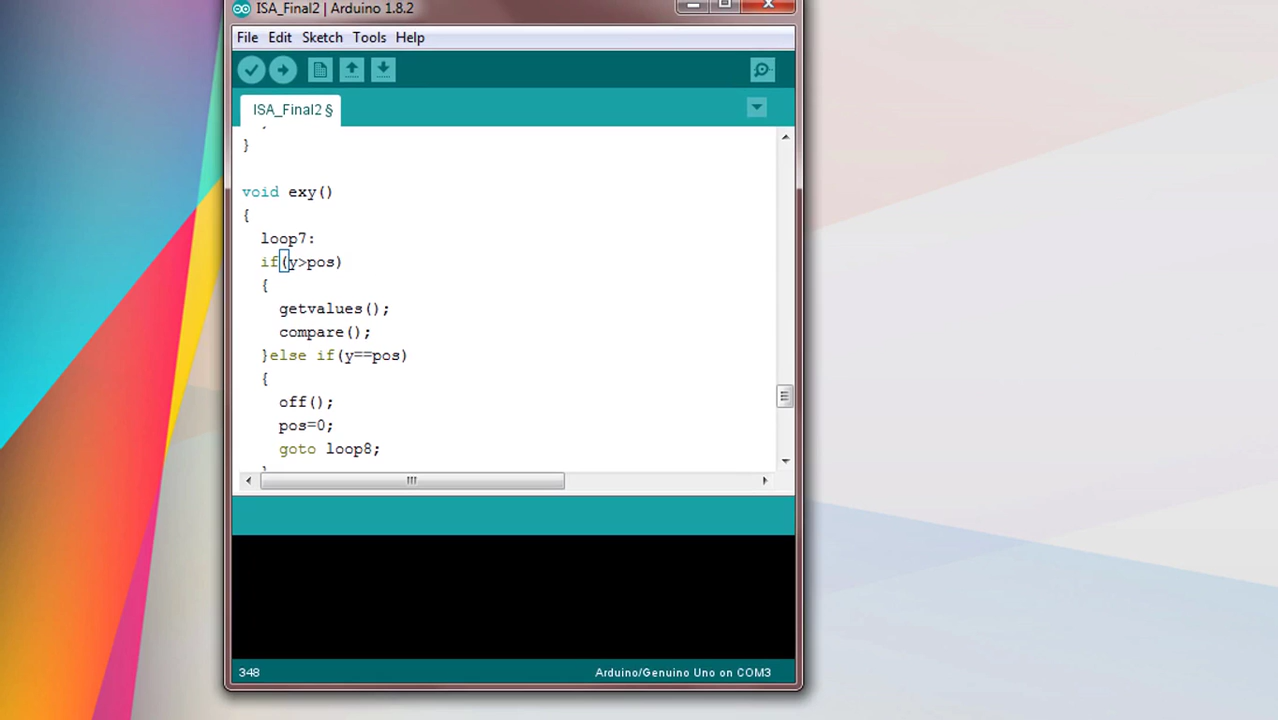 ISA_Final2 | Arduino 1.8.2
File Edit Sketch Tools Help
ISA_Final2 §
}
void exy()
{
loop7:
if(y>pos)
{
getvalues();
compare();
}else if(y==pos)
{
off();
pos=0;
goto loop8;
348
Arduino/Genuino Uno on COM3